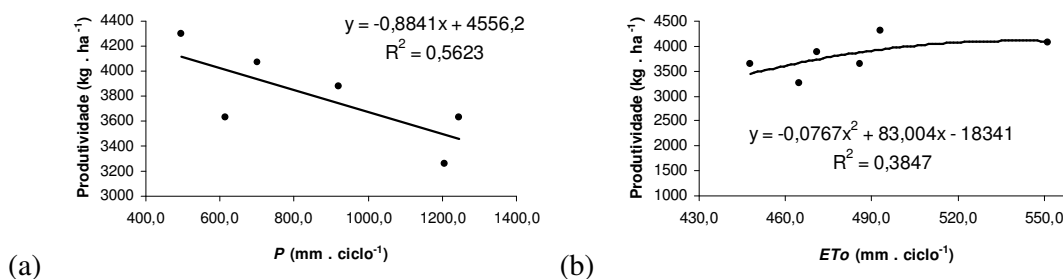 y = -0,8841x + 4556,2
R² = 0,5623
4400
4200
4000
3800
3600
3400
3200
3000
Produtividade (kg . ha⁻¹)
400,0 600,0 800,0 1000,0 1200,0 1400,0
P (mm . ciclo⁻¹)
(a)
5000
4500
4000
3500
3000
2500
2000
1500
1000
Produtividade (kg . ha⁻¹)
y = -0,0767x² + 83,004x - 18341
R² = 0,3847
430,0 460,0 490,0 520,0 550,0
ETo (mm . ciclo⁻¹)
(b)